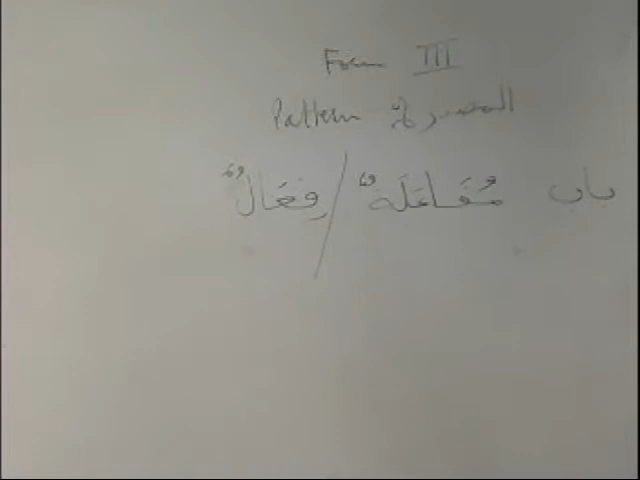 Form III
Pattern of المصدر
باب مُفَاعَلَةٌ / فِعَالٌ